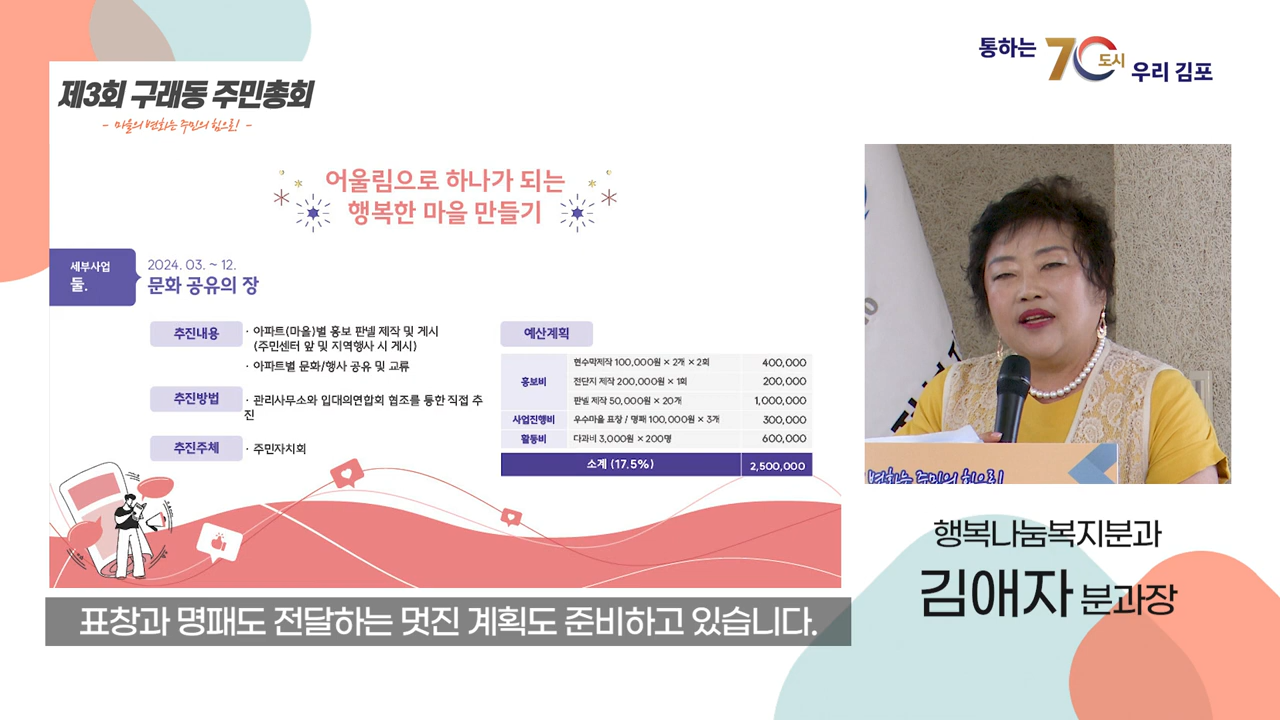 제3회 구래동 주민총회
- 마을의 변화는 주민의 힘으로! -
통하는 70 도시 우리 김포
어울림으로 하나가 되는
행복한 마을 만들기
세부사업
둘.
2024. 03. ~ 12.
문화 공유의 장
추진내용
· 아파트(마을)별 홍보 판넬 제작 및 게시
(주민센터 앞 및 지역행사 시 게시)
· 아파트별 문화/행사 공유 및 교류
추진방법
· 관리사무소와 입대의연합회 협조를 통한 직접 추
진
추진주체
· 주민자치회
예산계획
홍보비
현수막제작 100,000원 × 2개 × 2회 400,000
전단지 제작 200,000원 × 1회 200,000
판넬 제작 50,000원 × 20개 1,000,000
사업진행비 우수마을 표장 / 명패 100,000원 × 3개 300,000
활동비 다과비 3,000원 × 200명 600,000
소계 (17.5%) 2,500,000
변화는 주민의 힘으로!
행복나눔복지분과
김애자 분과장
표창과 명패도 전달하는 멋진 계획도 준비하고 있습니다.